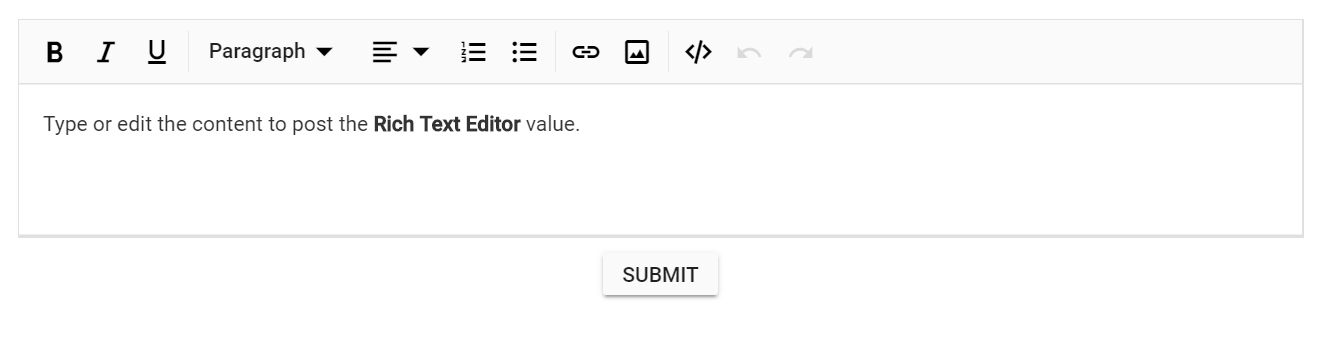 B I U Paragraph
Type or edit the content to post the Rich Text Editor value.
SUBMIT